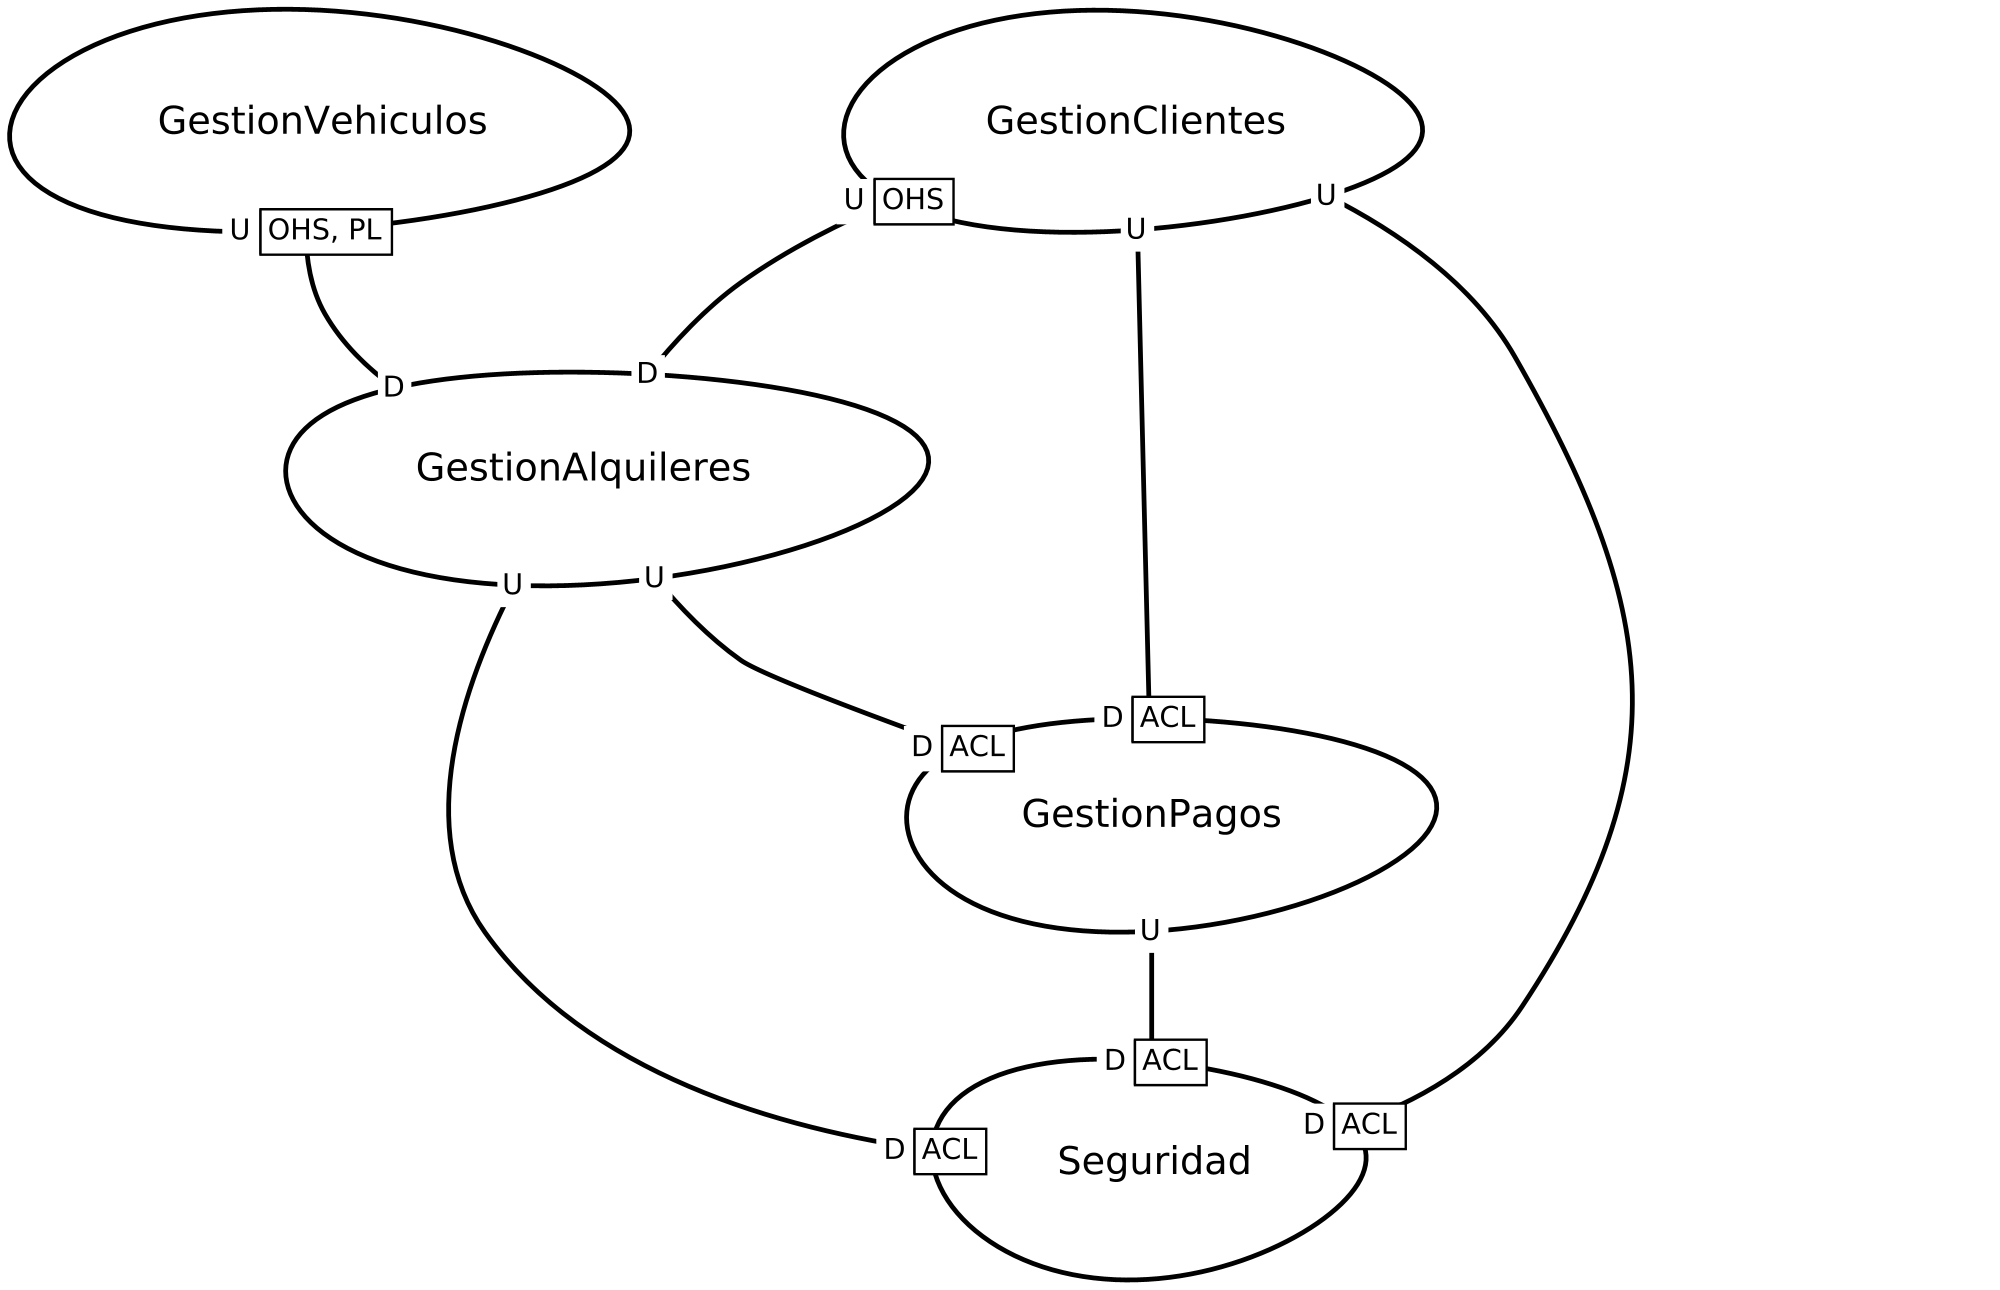 GestionVehiculos
GestionClientes
U OHS
U
U
U OHS, PL
D
D
GestionAlquileres
U
U
D ACL
D ACL
GestionPagos
U
D ACL
D ACL
D ACL
Seguridad